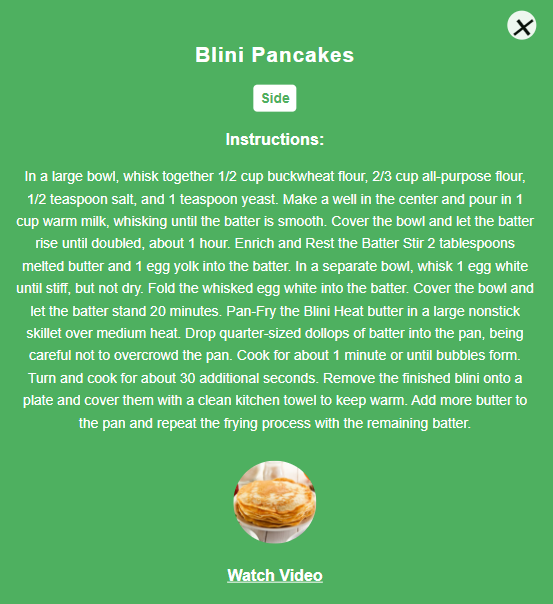 Blini Pancakes
Side
Instructions:
In a large bowl, whisk together 1/2 cup buckwheat flour, 2/3 cup all-purpose flour,
1/2 teaspoon salt, and 1 teaspoon yeast. Make a well in the center and pour in 1
cup warm milk, whisking until the batter is smooth. Cover the bowl and let the batter
rise until doubled, about 1 hour. Enrich and Rest the Batter Stir 2 tablespoons
melted butter and 1 egg yolk into the batter. In a separate bowl, whisk 1 egg white
until stiff, but not dry. Fold the whisked egg white into the batter. Cover the bowl and
let the batter stand 20 minutes. Pan-Fry the Blini Heat butter in a large nonstick
skillet over medium heat. Drop quarter-sized dollops of batter into the pan, being
careful not to overcrowd the pan. Cook for about 1 minute or until bubbles form.
Turn and cook for about 30 additional seconds. Remove the finished blini onto a
plate and cover them with a clean kitchen towel to keep warm. Add more butter to
the pan and repeat the frying process with the remaining batter.
Watch Video